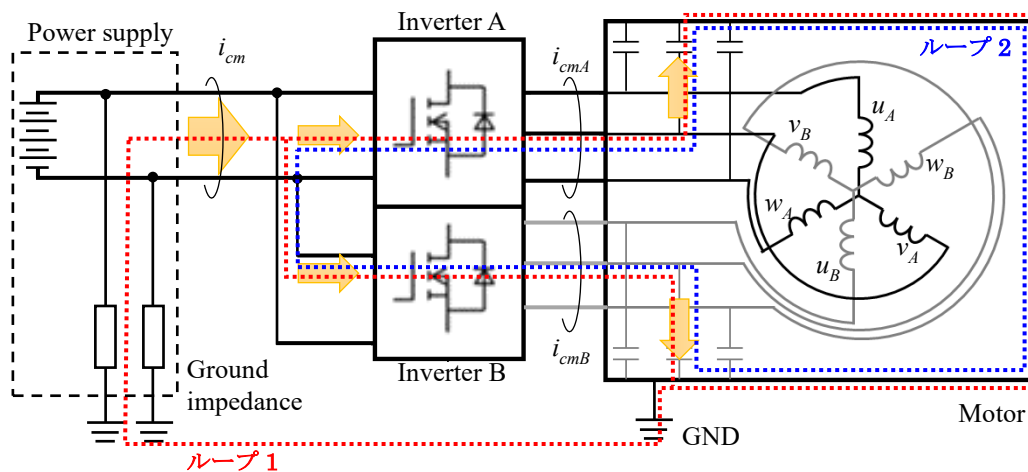 Power supply
i_cm
Inverter A
i_cmA
ループ 2
u_A
v_B
w_B
w_A
v_A
u_B
i_cmB
Inverter B
Ground
impedance
GND
Motor
ループ 1